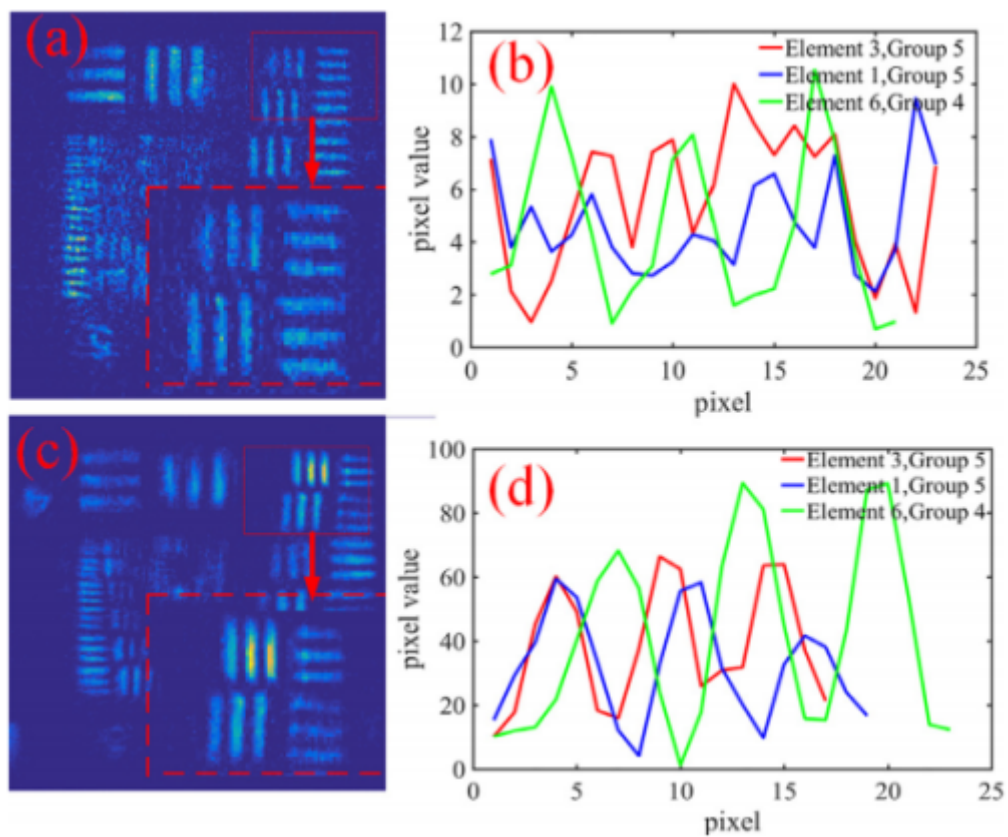 (a)
(b)
12
10
8
6
4
2
0
pixel value
Element 3,Group 5
Element 1,Group 5
Element 6,Group 4
0 5 10 15 20 25
pixel
(c)
(d)
100
80
60
40
20
0
pixel value
Element 3,Group 5
Element 1,Group 5
Element 6,Group 4
0 5 10 15 20 25
pixel